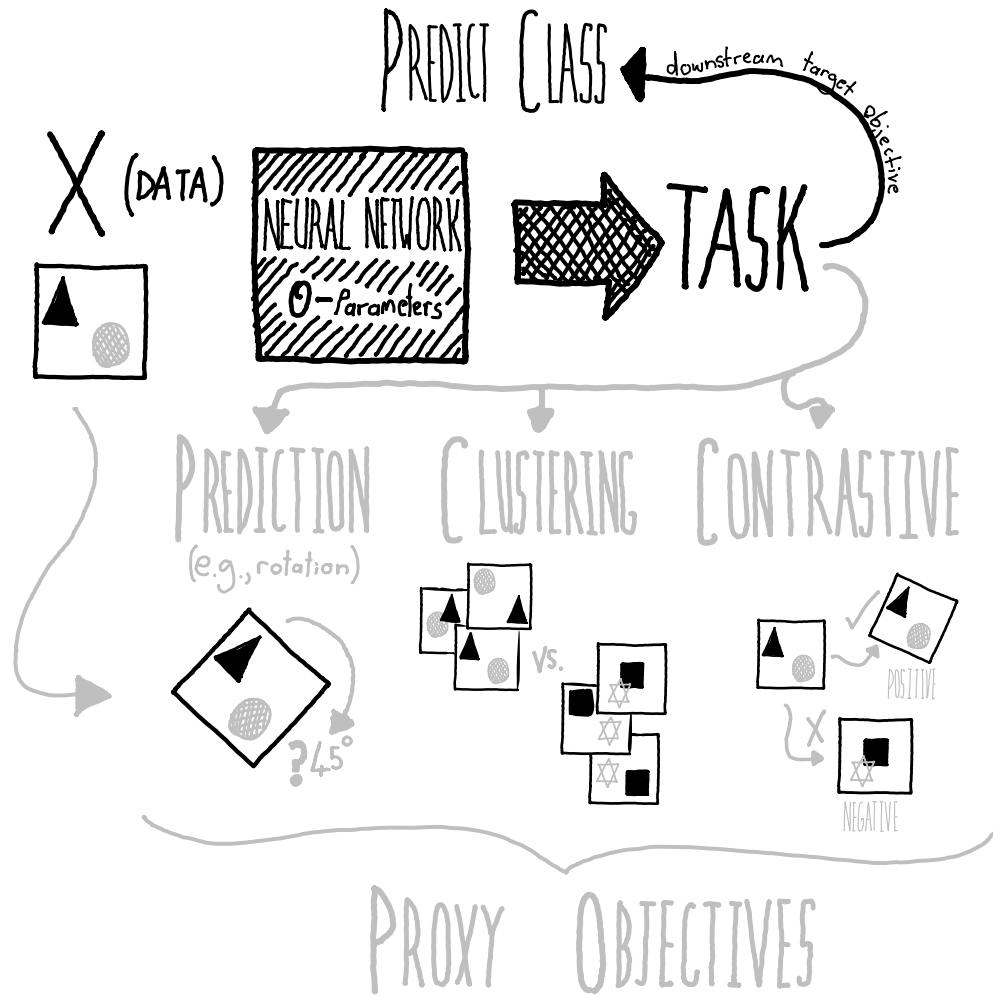 PREDICT CLASS
downstream target objective
X (DATA)
NEURAL NETWORK
Θ-Parameters
TASK
PREDICTION
(e.g., rotation)
CLUSTERING
CONTRASTIVE
vs.
?45°
POSITIVE
X
NEGATIVE
PROXY OBJECTIVES